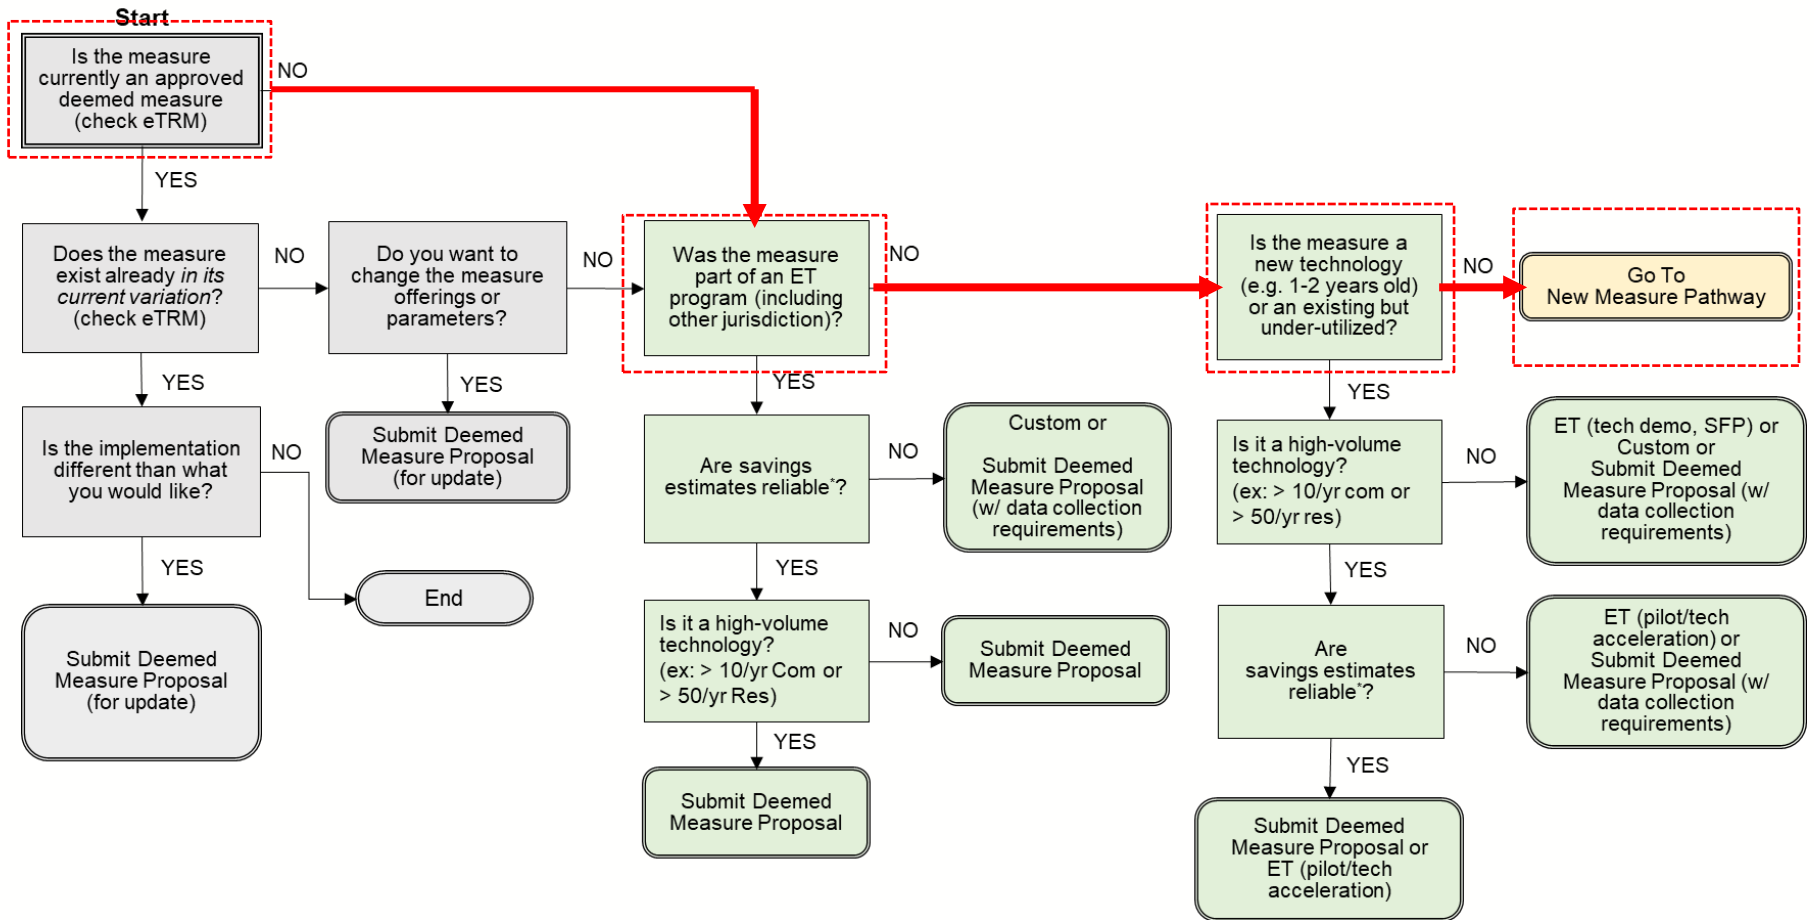 Start
Is the measure
currently an approved
deemed measure
(check eTRM)
NO
YES
Does the measure
exist already in its
current variation?
(check eTRM)
NO
Do you want to
change the measure
offerings or
parameters?
NO
Was the measure
part of an ET
program (including
other jurisdiction)?
NO
Is the measure a
new technology
(e.g. 1-2 years old)
or an existing but
under-utilized?
NO
Go To
New Measure Pathway
YES
YES
YES
YES
Is the implementation
different than what
you would like?
NO
Submit Deemed
Measure Proposal
(for update)
Are savings
estimates reliable*?
NO
Custom or
Submit Deemed
Measure Proposal
(w/ data collection
requirements)
Is it a high-volume
technology?
(ex: > 10/yr com or
> 50/yr res)
NO
ET (tech demo, SFP) or
Custom or
Submit Deemed
Measure Proposal (w/
data collection
requirements)
YES
End
YES
YES
Submit Deemed
Measure Proposal
(for update)
Is it a high-volume
technology?
(ex: > 10/yr Com or
> 50/yr Res)
NO
Submit Deemed
Measure Proposal
Are
savings estimates
reliable*?
NO
ET (pilot/tech
acceleration) or
Submit Deemed
Measure Proposal (w/
data collection
requirements)
YES
YES
Submit Deemed
Measure Proposal
Submit Deemed
Measure Proposal or
ET (pilot/tech
acceleration)